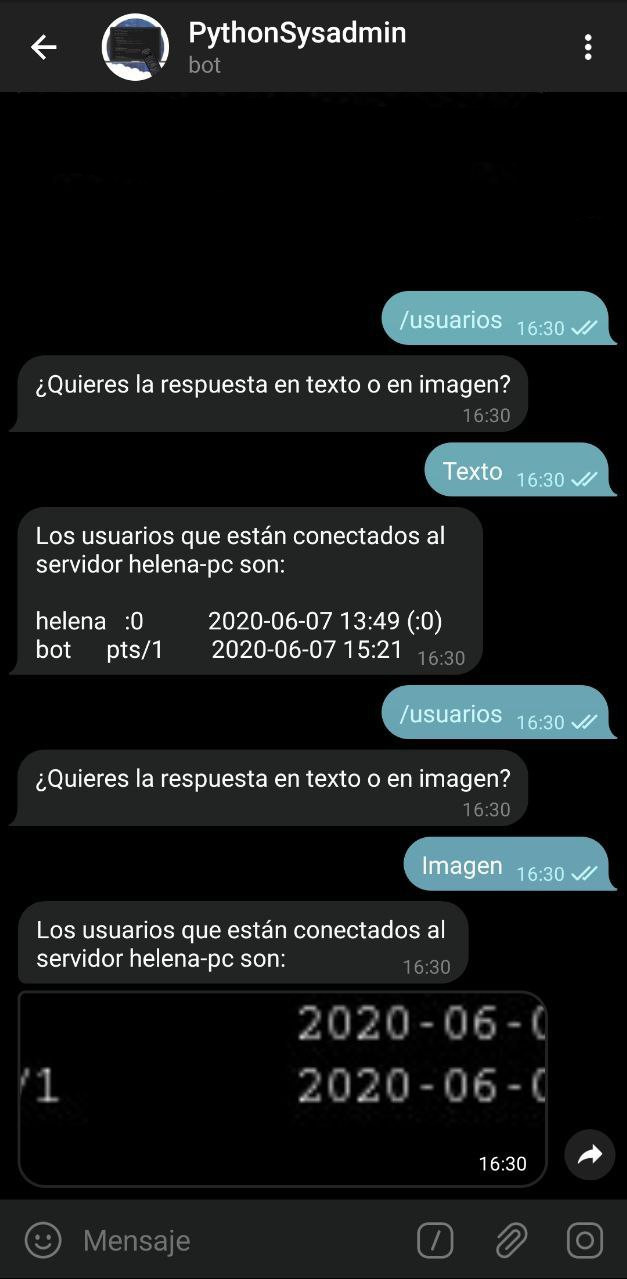 PythonSysadmin
bot
/usuarios 16:30
¿Quieres la respuesta en texto o en imagen?
16:30
Texto 16:30
Los usuarios que están conectados al
servidor helena-pc son:
helena :0 2020-06-07 13:49 (:0)
bot pts/1 2020-06-07 15:21 16:30
/usuarios 16:30
¿Quieres la respuesta en texto o en imagen?
16:30
Imagen 16:30
Los usuarios que están conectados al
servidor helena-pc son: 16:30
2020-06-0
/1 2020-06-0
16:30
Mensaje